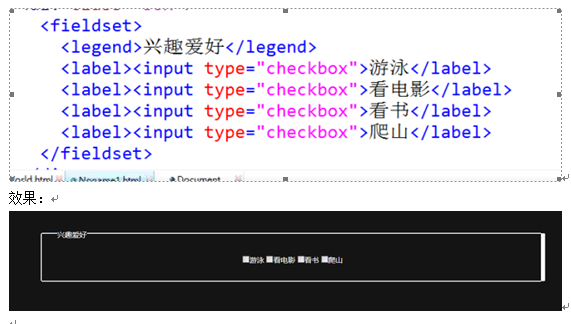 <fieldset>
<legend>兴趣爱好</legend>
<label><input type="checkbox">游泳</label>
<label><input type="checkbox">看电影</label>
<label><input type="checkbox">看书</label>
<label><input type="checkbox">爬山</label>
</fieldset>
World.html Noname1.html Document
效果：
兴趣爱好
游泳 看电影 看书 爬山